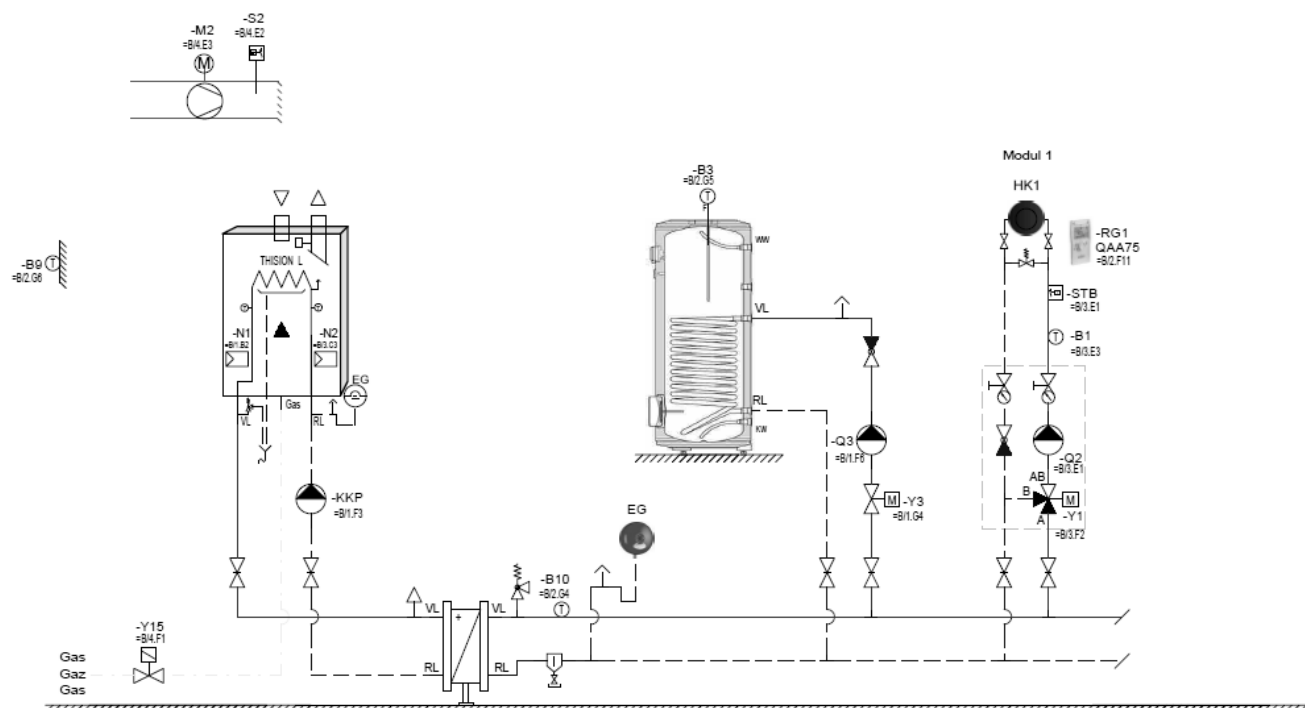 -M2
=B/4.E3
M
-S2
=B/4.E2
-B9
T
=B/2.G6
THISION L
-N1
=B/1.B2
-N2
=B/3.C3
EG
VL
Gas
RL
-KKP
=B/1.F3
-Y15
=B/4.F1
Gas
Gaz
Gas
VL
VL
+
RL
RL
-B10
=B/2.G4
T
EG
-B3
=B/2.G5
T
F
WW
VL
RL
KW
-Q3
=B/1.F6
M
-Y3
=B/1.G4
Modul 1
HK1
-RG1
QAA75
=B/2.F11
-STB
=B/3.E1
T
-B1
=B/3.E3
-Q2
=B/3.E1
AB
B
A
M
-Y1
=B/3.F2